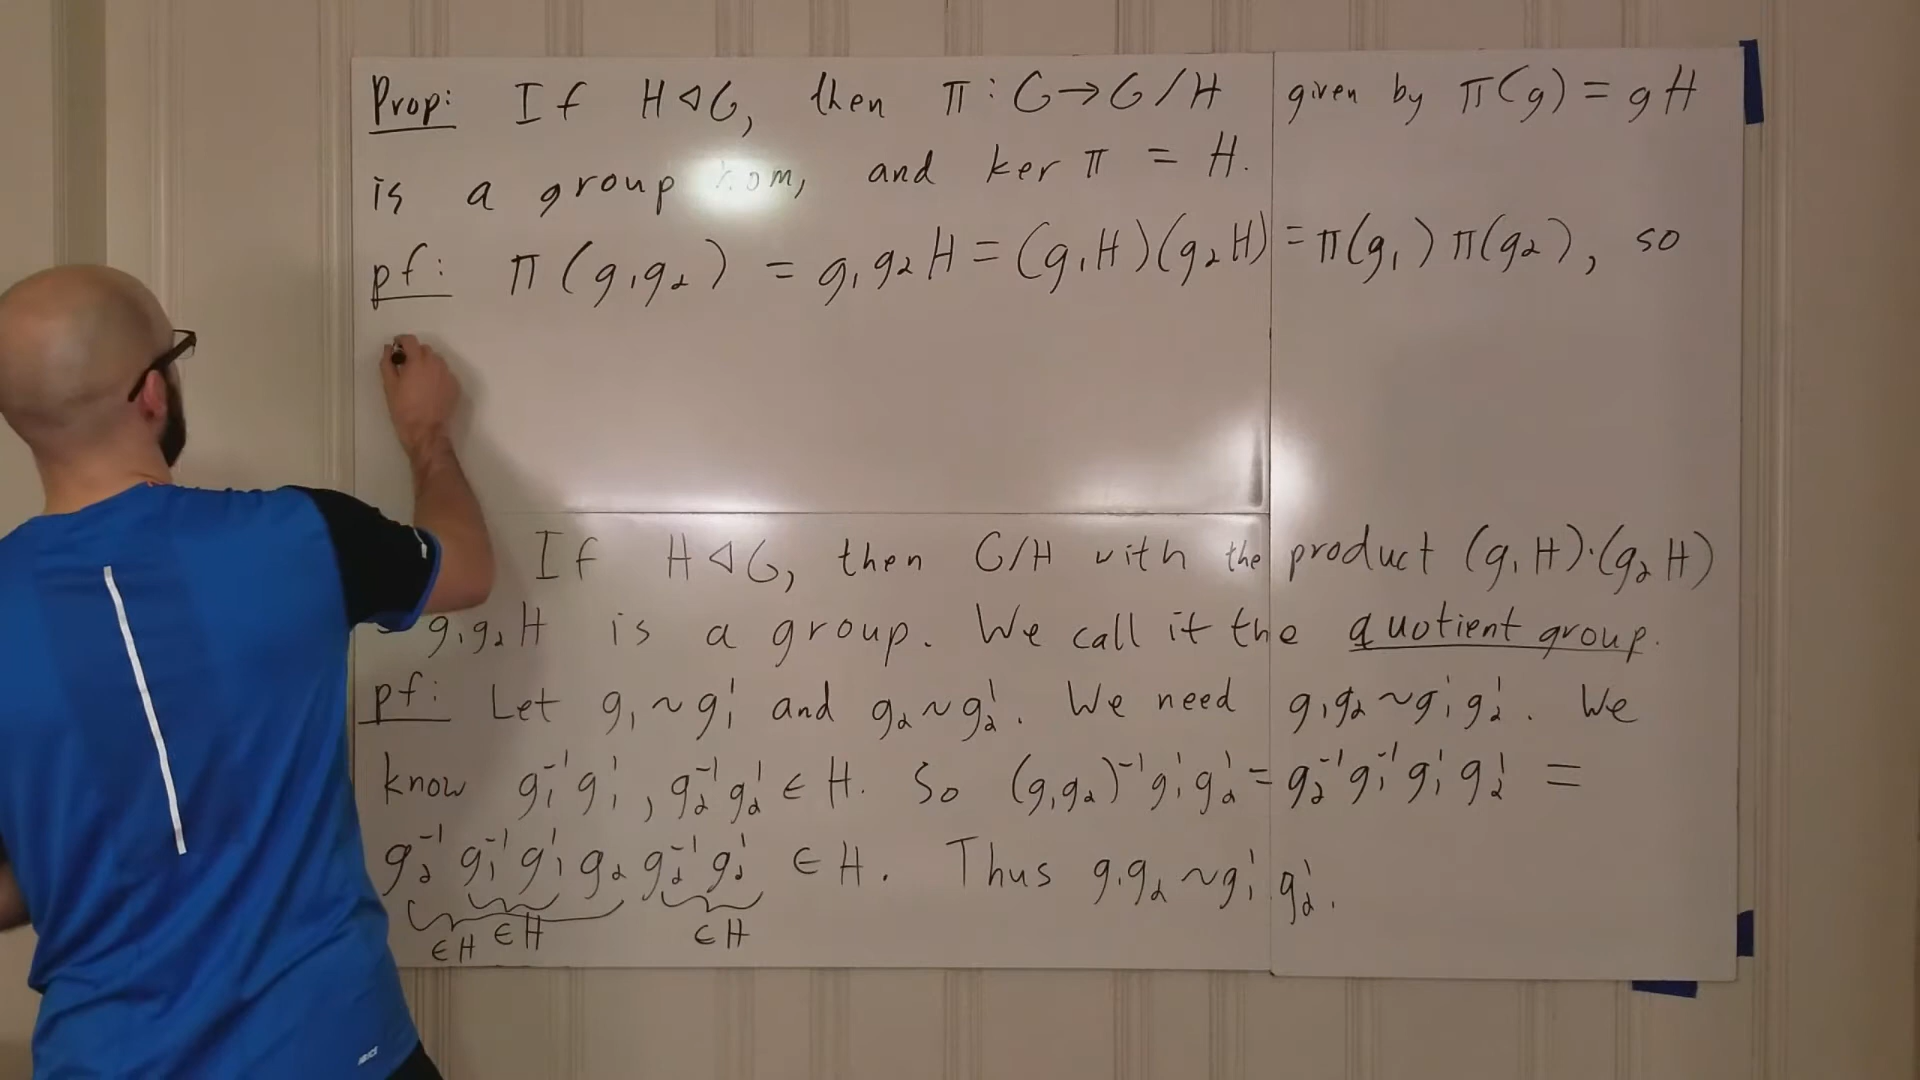 Prop: If H ⊲ G, then π : G → G/H given by π(g) = gH
is a group hom, and ker π = H.
pf: π(g₁g₂) = g₁g₂H = (g₁H)(g₂H) = π(g₁)π(g₂), so
If H ⊲ G, then G/H with the product (g₁H)·(g₂H)
= g₁g₂H is a group. We call it the quotient group.
pf: Let g₁ ~ g₁' and g₂ ~ g₂'. We need g₁g₂ ~ g₁'g₂'. We
know g₁⁻¹g₁', g₂⁻¹g₂' ∈ H. So (g₁g₂)⁻¹g₁'g₂' = g₂⁻¹g₁⁻¹g₁'g₂' =
g₂⁻¹g₁⁻¹g₁'g₂g₂⁻¹g₂' ∈ H. Thus g₁g₂ ~ g₁'g₂'.
∈H ∈H ∈H